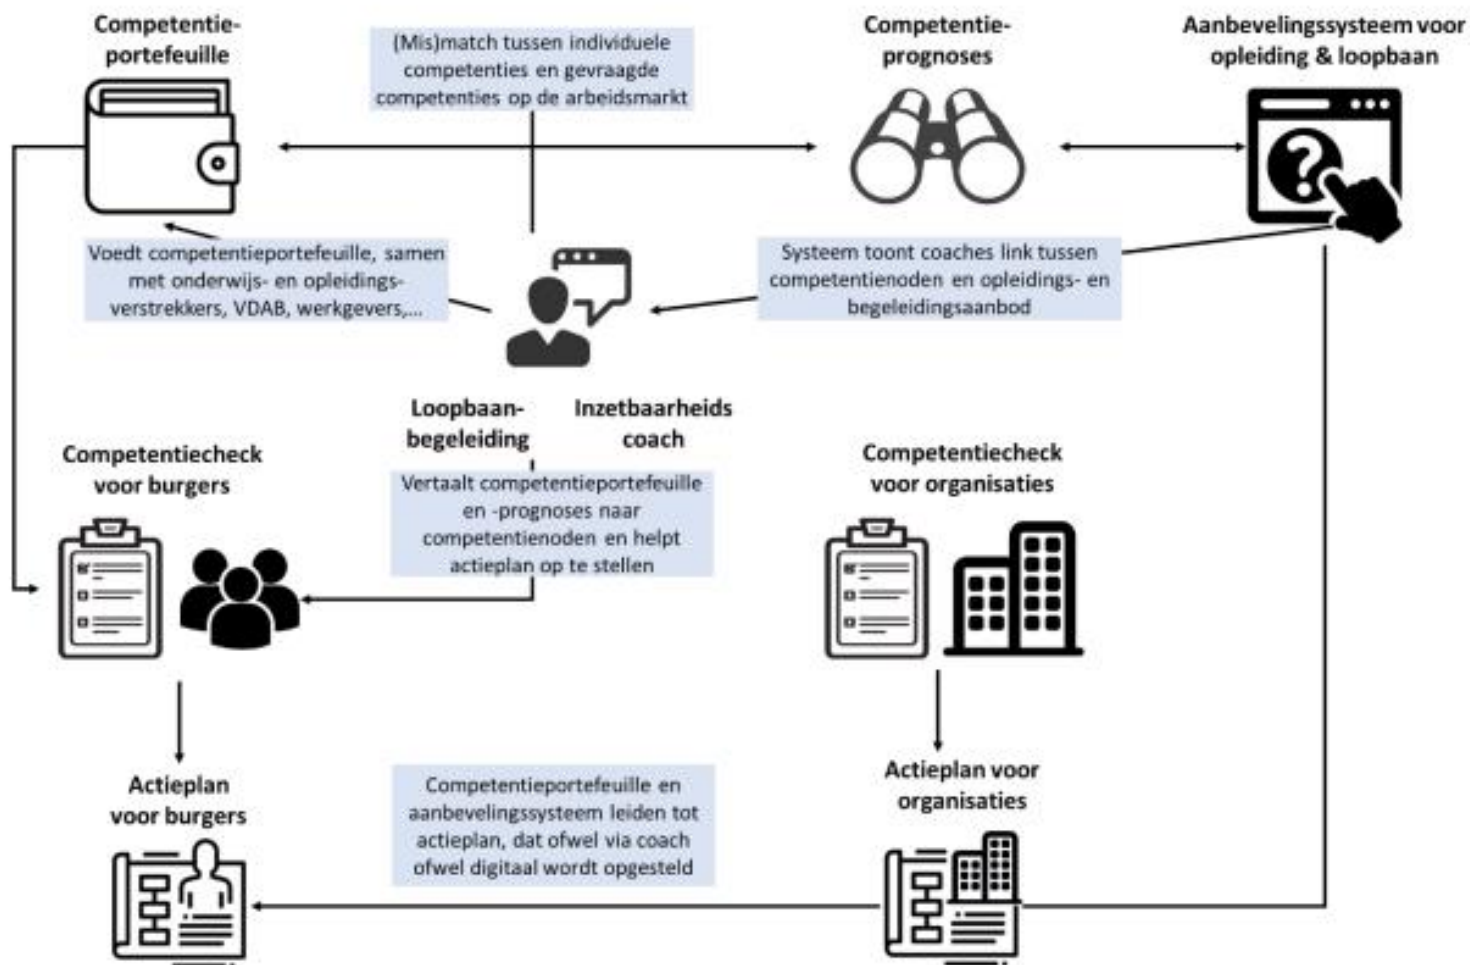 Competentie-
portefeuille
(Mis)match tussen individuele
competenties en gevraagde
competenties op de arbeidsmarkt
Competentie-
prognoses
Aanbevelingssysteem voor
opleiding & loopbaan
Voedt competentieportefeuille, samen
met onderwijs- en opleidings-
verstrekkers, VDAB, werkgevers,...
Systeem toont coaches link tussen
competentienoden en opleidings- en
begeleidingsaanbod
Loopbaan-
begeleiding
Inzetbaarheids
coach
Competentiecheck
voor burgers
Vertaalt competentieportefeuille
en -prognoses naar
competentienoden en helpt
actieplan op te stellen
Competentiecheck
voor organisaties
Actieplan
voor burgers
Competentieportefeuille en
aanbevelingssysteem leiden tot
actieplan, dat ofwel via coach
ofwel digitaal wordt opgesteld
Actieplan voor
organisaties